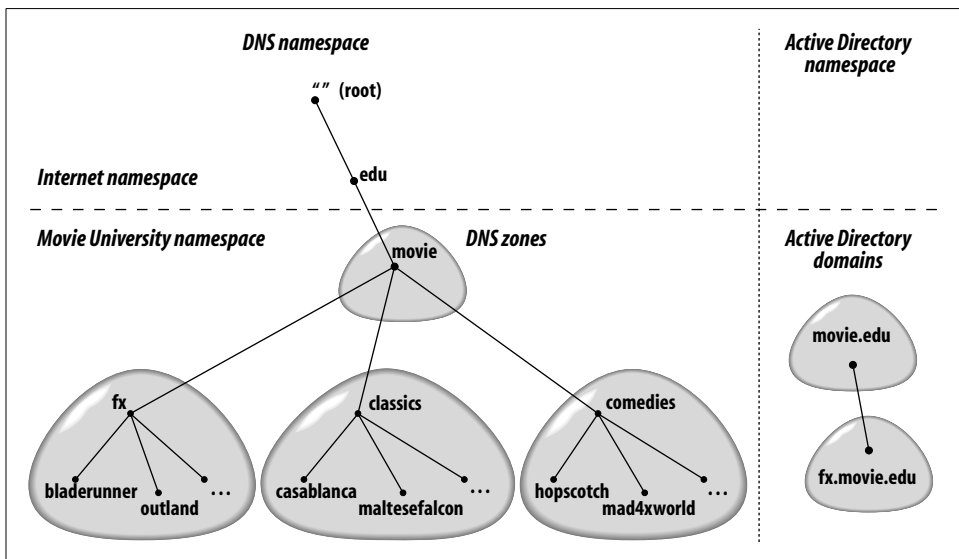 DNS namespace
Active Directory
namespace
“” (root)
edu
Internet namespace
Movie University namespace
DNS zones
Active Directory
domains
movie
movie.edu
fx
classics
comedies
bladerunner
outland
...
casablanca
maltesefalcon
...
hopscotch
mad4xworld
...
fx.movie.edu